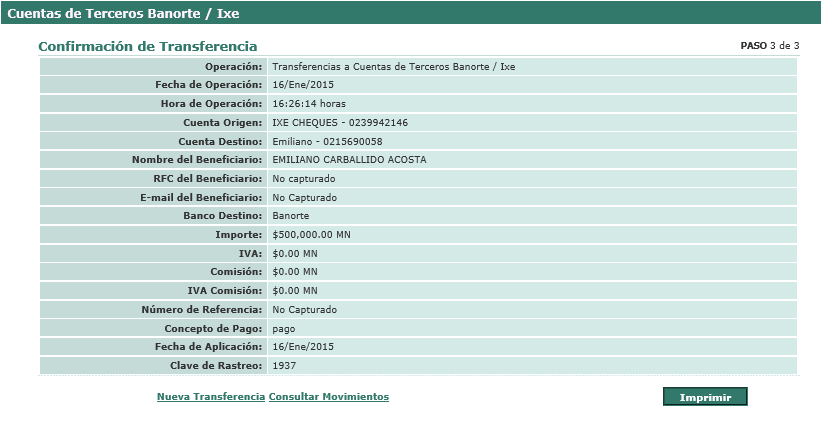 Cuentas de Terceros Banorte / Ixe
Confirmación de Transferencia PASO 3 de 3
Operación: Transferencias a Cuentas de Terceros Banorte / Ixe
Fecha de Operación: 16/Ene/2015
Hora de Operación: 16:26:14 horas
Cuenta Origen: IXE CHEQUES - 0239942146
Cuenta Destino: Emiliano - 0215690058
Nombre del Beneficiario: EMILIANO CARBALLIDO ACOSTA
RFC del Beneficiario: No capturado
E-mail del Beneficiario: No Capturado
Banco Destino: Banorte
Importe: $500,000.00 MN
IVA: $0.00 MN
Comisión: $0.00 MN
IVA Comisión: $0.00 MN
Número de Referencia: No Capturado
Concepto de Pago: pago
Fecha de Aplicación: 16/Ene/2015
Clave de Rastreo: 1937
Nueva Transferencia Consultar Movimientos Imprimir